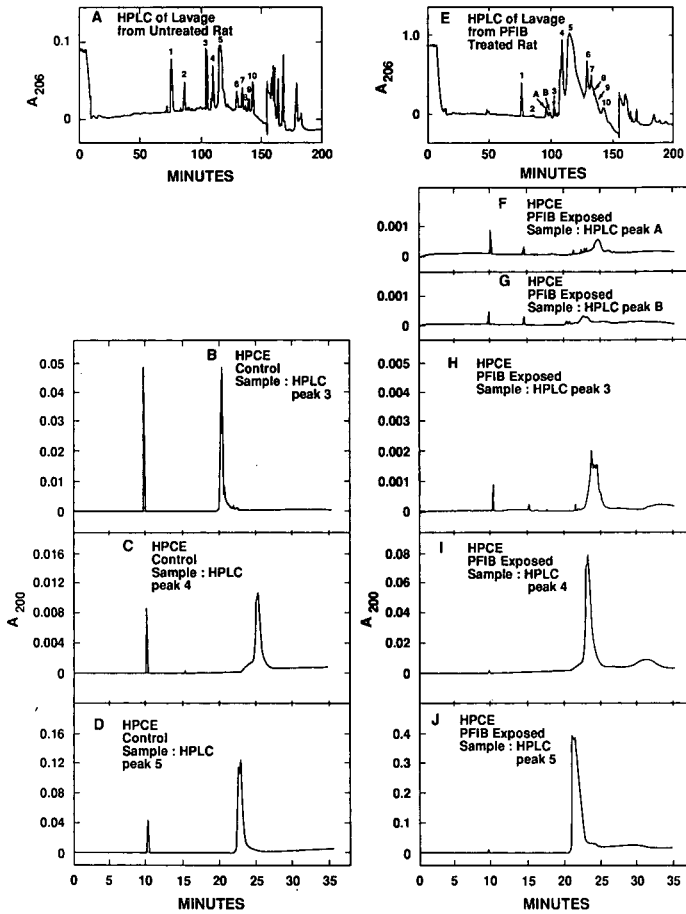 A HPLC of Lavage
from Untreated Rat
0.1
0
A206
1
2
3
4
5
6
7
8
9
10
0 50 100 150 200
MINUTES
E HPLC of Lavage
from PFIB
Treated Rat
1.0
0
A206
1
2
A
B
3
4
5
6
7
8
9
10
0 50 100 150 200
MINUTES
F HPCE
PFIB Exposed
Sample : HPLC peak A
0.001
0
G HPCE
PFIB Exposed
Sample : HPLC peak B
0.001
0
B HPCE
Control
Sample : HPLC
peak 3
0.05
0.04
0.03
0.02
0.01
0
H HPCE
PFIB Exposed
Sample : HPLC peak 3
0.005
0.004
0.003
0.002
0.001
0
C HPCE
Control
Sample : HPLC
peak 4
0.016
0.012
0.008
0.004
0
A200
I HPCE
PFIB Exposed
Sample : HPLC
peak 4
0.08
0.06
0.04
0.02
0
A200
D HPCE
Control
Sample : HPLC
peak 5
0.16
0.12
0.08
0.04
0
0 5 10 15 20 25 30 35
MINUTES
J HPCE
PFIB Exposed
Sample : HPLC
peak 5
0.4
0.3
0.2
0.1
0
0 5 10 15 20 25 30 35
MINUTES